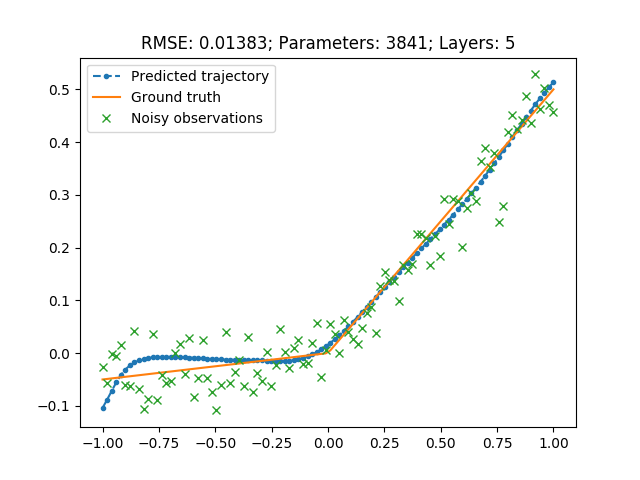 RMSE: 0.01383; Parameters: 3841; Layers: 5
Predicted trajectory
Ground truth
Noisy observations
0.5
0.4
0.3
0.2
0.1
0.0
−0.1
−1.00 −0.75 −0.50 −0.25 0.00 0.25 0.50 0.75 1.00